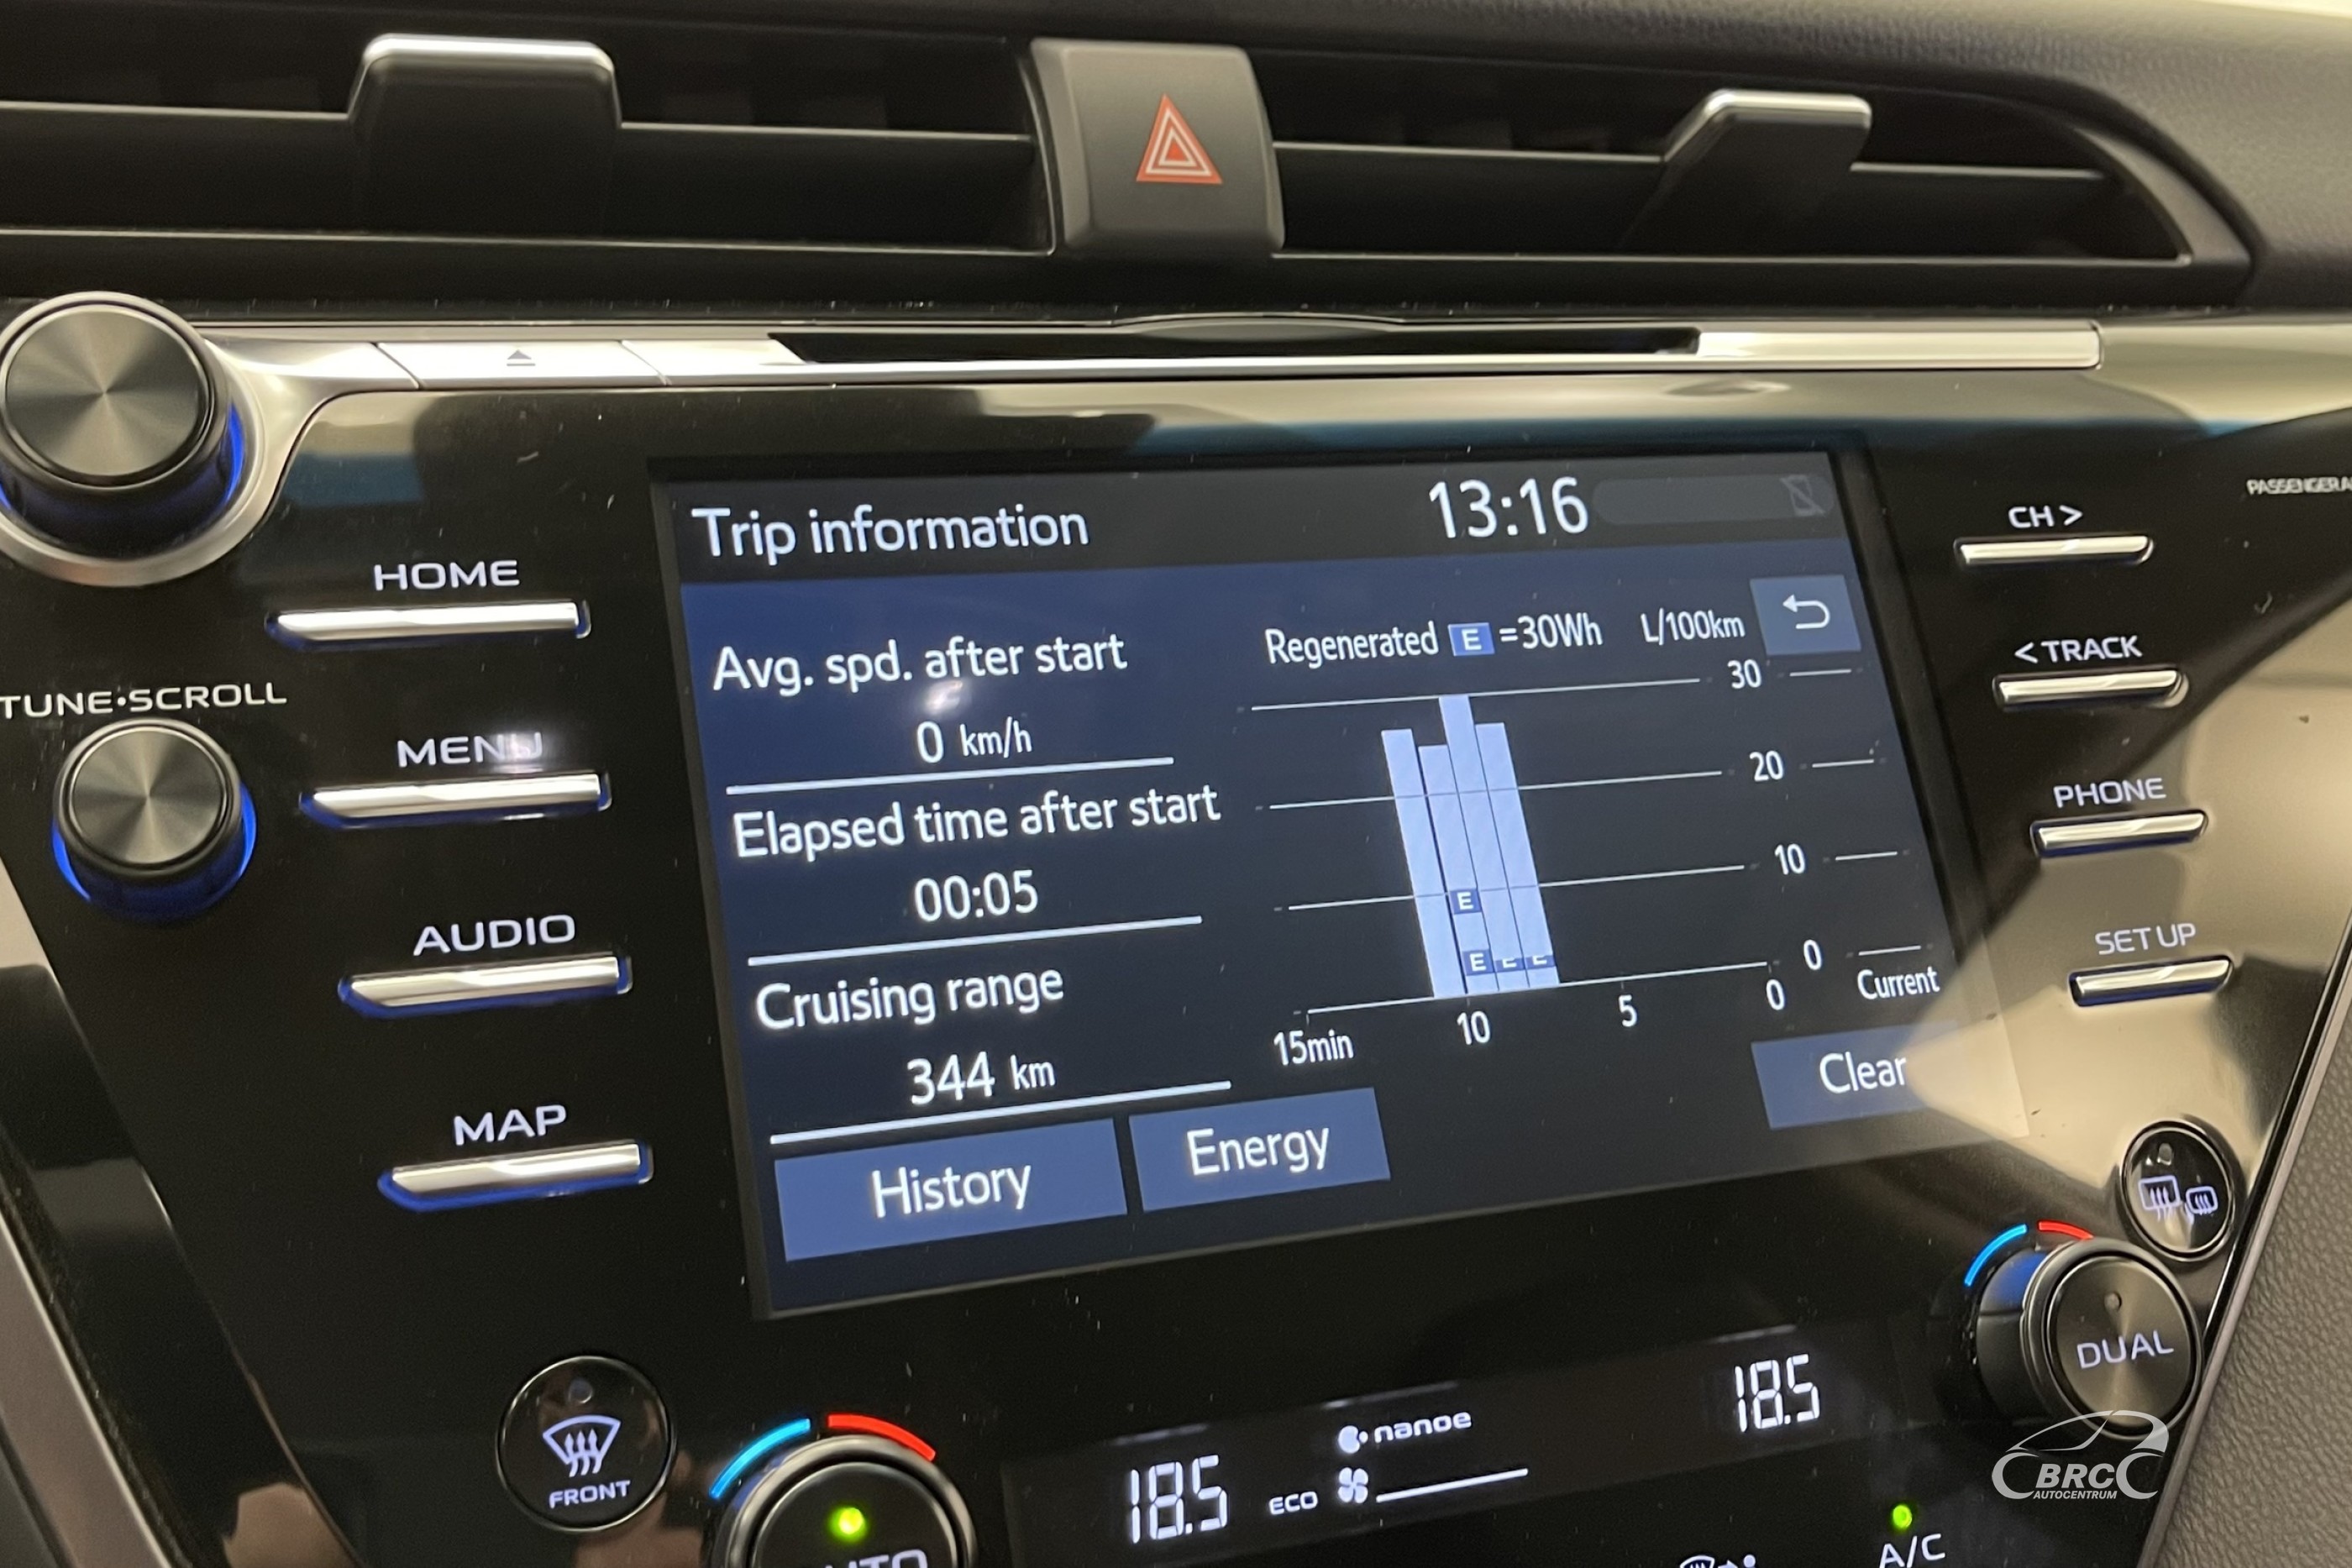 HOME
TUNE•SCROLL
MENU
AUDIO
MAP
Trip information
13:16
Avg. spd. after start
0 km/h
Elapsed time after start
00:05
Cruising range
344 km
History
Energy
Clear
Regenerated E =30Wh L/100km
30
20
10
0
E
E
15min 10 5 0 Current
PASSENGER
CH >
< TRACK
PHONE
SETUP
FRONT
AUTO
18.5
ECO
nanoe
18.5
DUAL
A/C
BRC
AUTOCENTRUM